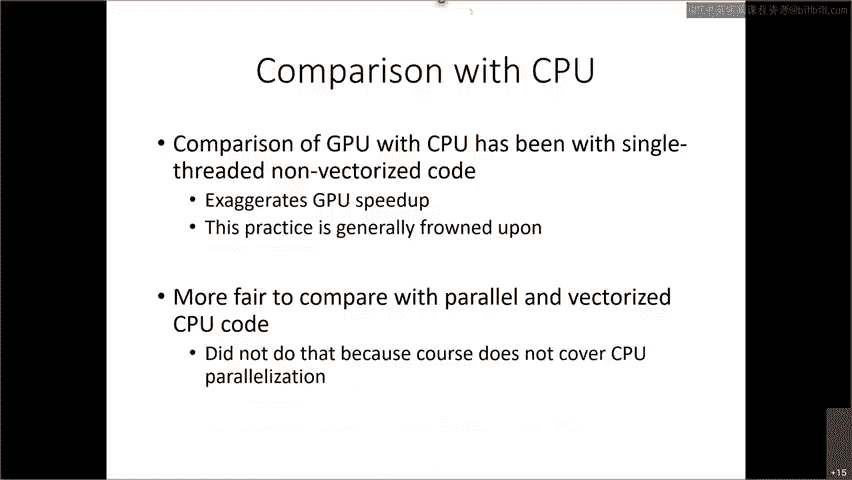 Comparison with CPU
• Comparison of GPU with CPU has been with single-
threaded non-vectorized code
• Exaggerates GPU speedup
• This practice is generally frowned upon
• More fair to compare with parallel and vectorized
CPU code
• Did not do that because course does not cover CPU
parallelization
+15